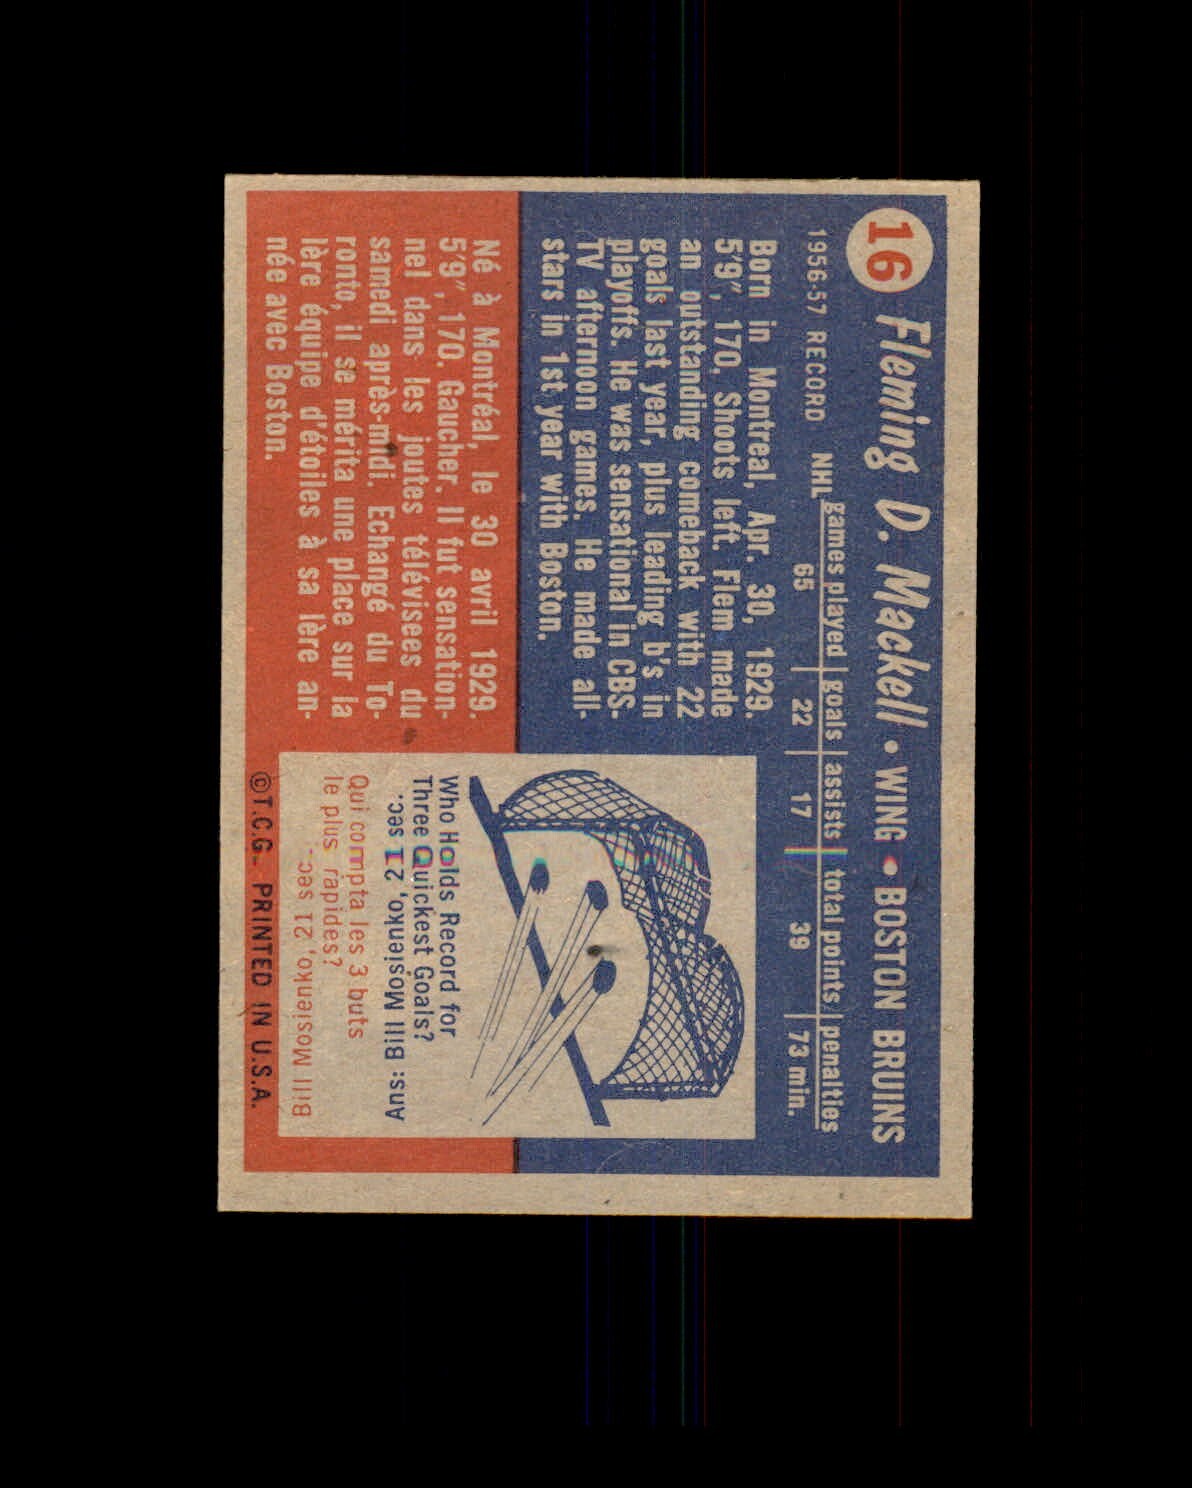 16 Fleming D. Mackell • WING • BOSTON BRUINS
1956-57 RECORD NHL games played | goals | assists | total points | penalties
65 22 17 39 73 min.
Born in Montreal, Apr. 30, 1929.
5'9", 170. Shoots left. Flem made
an outstanding comeback with 22
goals last year, plus leading b's in
playoffs. He was sensational in CBS-
TV afternoon games. He made all-
stars in 1st year with Boston.
Né à Montréal, le 30 avril 1929.
5'9", 170. Gaucher. Il fut sensation-
nel dans les joutes télévisées du
samedi après-midi. Echangé du To-
ronto, il se mérita une place sur la
lère équipe d'étoiles à sa lère an-
née avec Boston.
Who Holds Record for
Three Quickest Goals?
Ans: Bill Mosienko, 21 sec.
Qui compta les 3 buts
le plus rapides?
Bill Mosienko, 21 sec.
©T.C.G. PRINTED IN U.S.A.